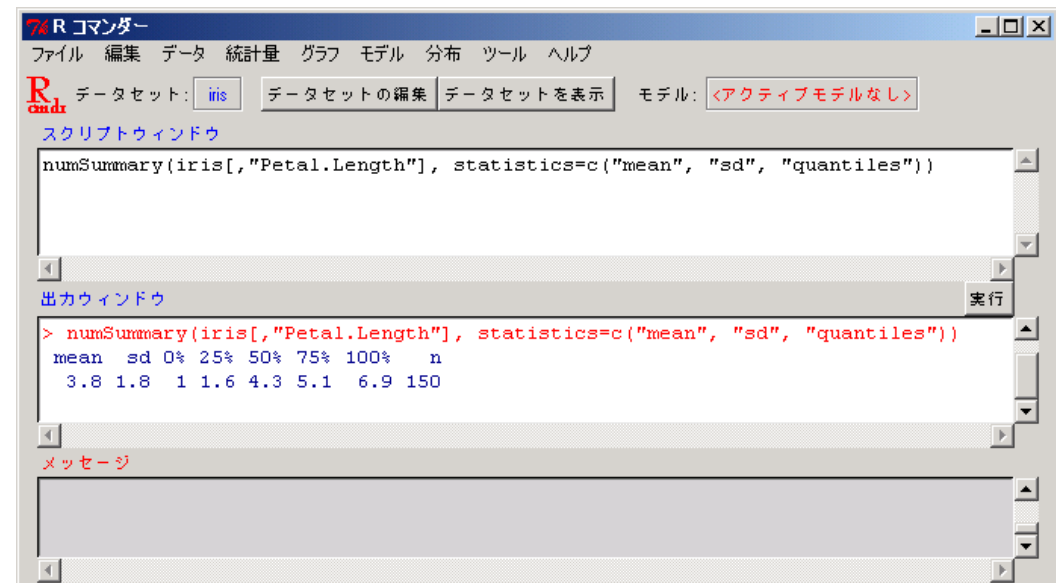 R コマンダー
ファイル 編集 データ 統計量 グラフ モデル 分布 ツール ヘルプ
R cmdr データセット: iris データセットの編集 データセットを表示 モデル: <アクティブモデルなし>
スクリプトウィンドウ
numSummary(iris[,"Petal.Length"], statistics=c("mean", "sd", "quantiles"))
出力ウィンドウ 実行
> numSummary(iris[,"Petal.Length"], statistics=c("mean", "sd", "quantiles"))
mean sd 0% 25% 50% 75% 100% n
3.8 1.8 1 1.6 4.3 5.1 6.9 150
メッセージ